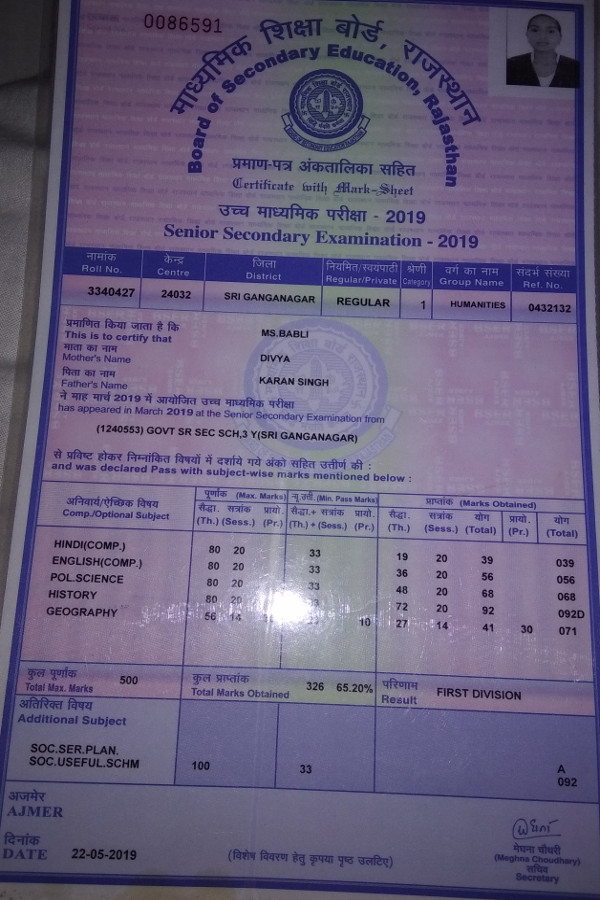 0086591
माध्यमिक शिक्षा बोर्ड, राजस्थान
Board of Secondary Education, Rajasthan
प्रमाण-पत्र अंकतालिका सहित
Certificate with Mark-Sheet
उच्च माध्यमिक परीक्षा - 2019
Senior Secondary Examination - 2019
नामांक केन्द्र जिला नियमित/स्वयंपाठी श्रेणी वर्ग का नाम संदर्भ संख्या
Roll No. Centre District Regular/Private Category Group Name Ref. No.
3340427 24032 SRI GANGANAGAR REGULAR 1 HUMANITIES 0432132
प्रमाणित किया जाता है कि
This is to certify that MS.BABLI
माता का नाम
Mother's Name DIVYA
पिता का नाम
Father's Name KARAN SINGH
ने माह मार्च 2019 में आयोजित उच्च माध्यमिक परीक्षा
has appeared in March 2019 at the Senior Secondary Examination from
(1240553) GOVT SR SEC SCH,3 Y(SRI GANGANAGAR)
से प्रविष्ट होकर निम्नांकित विषयों में दर्शाये गये अंको सहित उत्तीर्ण की :
and was declared Pass with subject-wise marks mentioned below :
अनिवार्य/ऐच्छिक विषय पूर्णांक (Max. Marks) न्यू.उत्ती. (Min. Pass Marks) प्राप्तांक (Marks Obtained)
Comp./Optional Subject सैद्धा. सत्रांक प्रायो. सैद्धा.+ सत्रांक प्रायो. सैद्धा. सत्रांक योग प्रायो. योग
(Th.) (Sess.) (Pr.) (Th.) + (Sess.) (Pr.) (Th.) (Sess.) (Total) (Pr.) (Total)
HINDI(COMP.) 80 20 33 19 20 39 039
ENGLISH(COMP.) 80 20 33 36 20 56 056
POL.SCIENCE 80 20 33 48 20 68 068
HISTORY 80 20 72 20 92 092D
GEOGRAPHY 56 14 10 27 14 41 30 071
कुल पूर्णांक कुल प्राप्तांक परिणाम
Total Max. Marks 500 Total Marks Obtained 326 65.20% Result FIRST DIVISION
अतिरिक्त विषय
Additional Subject
SOC.SER.PLAN. A
SOC.USEFUL.SCHM 100 33 092
अजमेर
AJMER
दिनांक
DATE 22-05-2019
(विशेष विवरण हेतु कृपया पृष्ठ उलटिए)
मेघना चौधरी
(Meghna Choudhary)
सचिव
Secretary